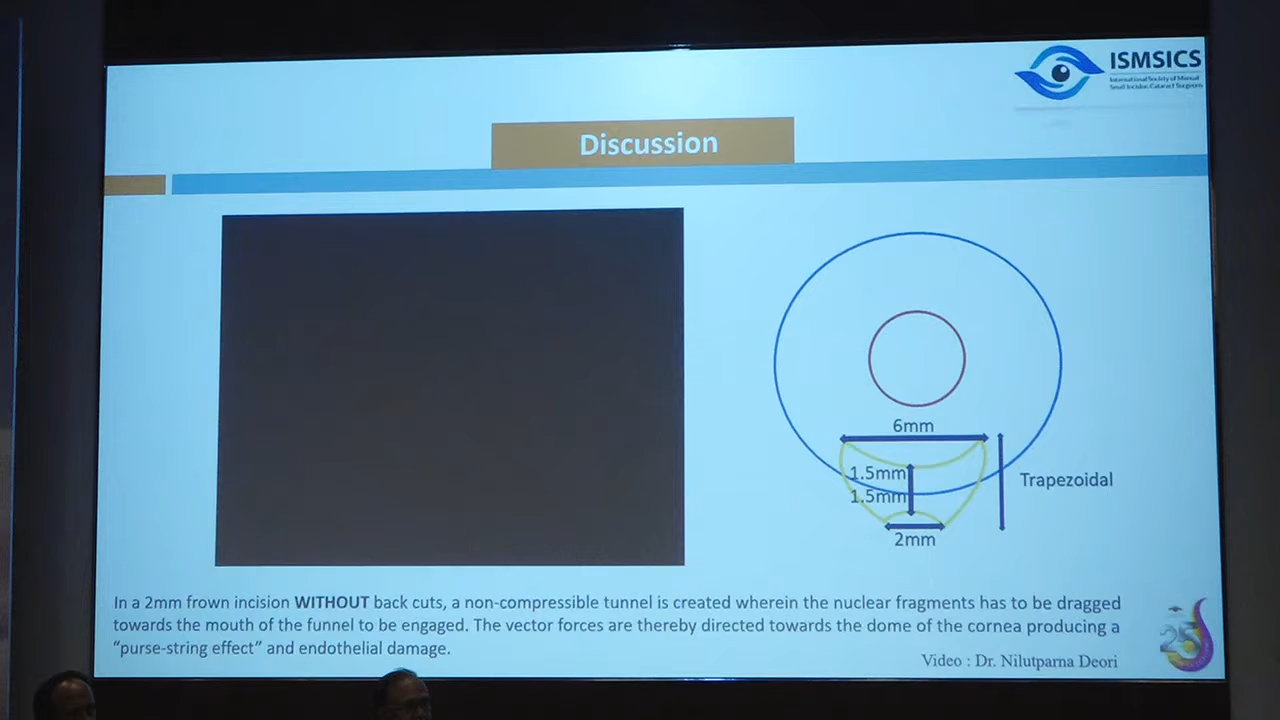 ISMSICS
International Society of Manual
Small Incision Cataract Surgeons
Discussion
6mm
1.5mm
1.5mm
Trapezoidal
2mm
In a 2mm frown incision WITHOUT back cuts, a non-compressible tunnel is created wherein the nuclear fragments has to be dragged
towards the mouth of the funnel to be engaged. The vector forces are thereby directed towards the dome of the cornea producing a
“purse-string effect” and endothelial damage.
Video : Dr. Nilutparna Deori
25